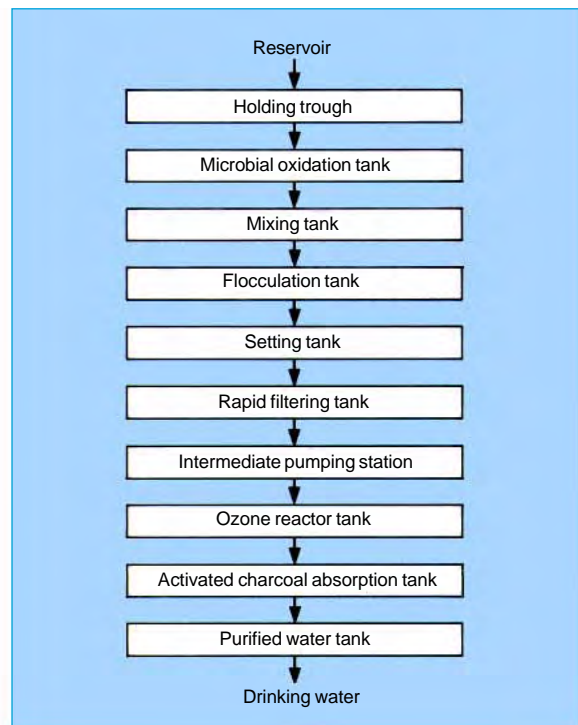 Reservoir
Holding trough
Microbial oxidation tank
Mixing tank
Flocculation tank
Setting tank
Rapid filtering tank
Intermediate pumping station
Ozone reactor tank
Activated charcoal absorption tank
Purified water tank
Drinking water